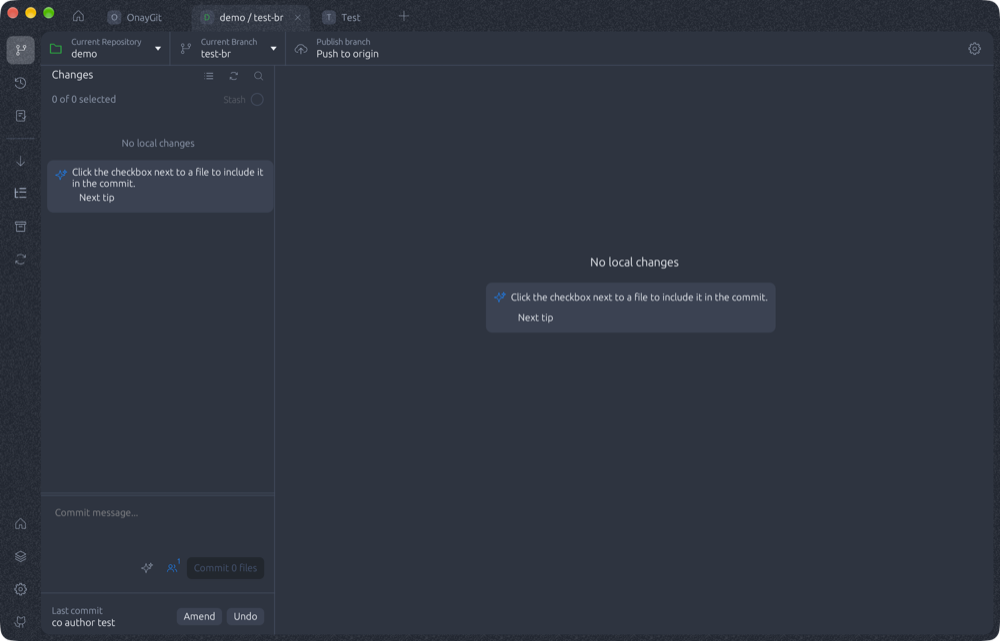 O OnayGit
D demo / test-br
T Test
Current Repository
demo
Current Branch
test-br
Publish branch
Push to origin
Changes
0 of 0 selected
Stash
No local changes
Click the checkbox next to a file to include it
in the commit.
Next tip
No local changes
Click the checkbox next to a file to include it in the commit.
Next tip
Commit message...
1
Commit 0 files
Last commit
co author test
Amend
Undo